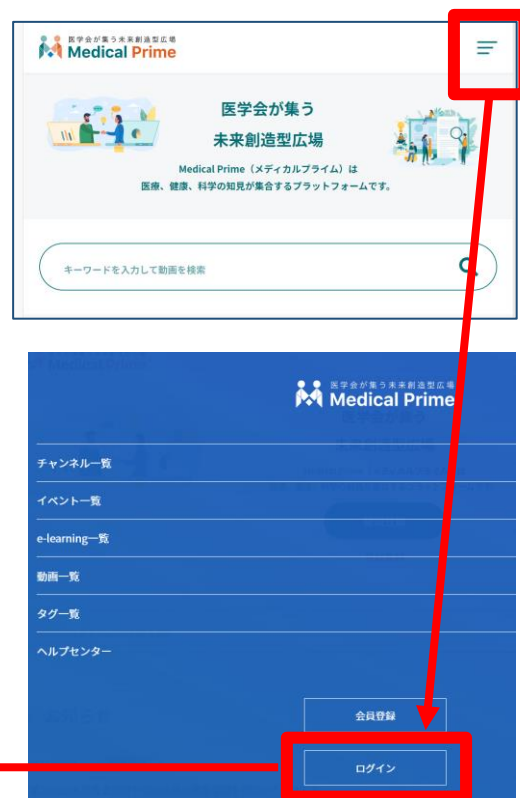 医学会が集う未来創造型広場
Medical Prime
医学会が集う
未来創造型広場
Medical Prime（メディカルプライム）は
医療、健康、科学の知見が集合するプラットフォームです。
キーワードを入力して動画を検索
医学会が集う未来創造型広場
Medical Prime
チャンネル一覧
イベント一覧
e-learning一覧
動画一覧
タグ一覧
ヘルプセンター
会員登録
ログイン